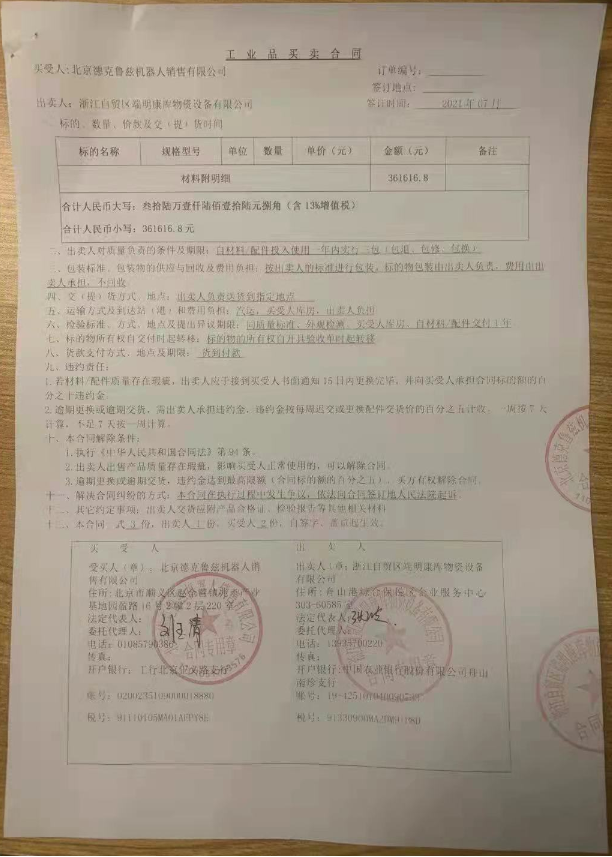 工业品买卖合同
买受人:北京德克鲁兹机器人销售有限公司 订单编号:
签订地点:
出卖人:浙江自贸区竑明康库物资设备有限公司 签订时间: 2021年07月
一、标的、数量、价款及交(提)货时间
标的名称 规格型号 单位 数量 单价(元) 金额(元) 备注
材料附明细 361616.8
合计人民币大写:叁拾陆万壹仟陆佰壹拾陆元捌角(含13%增值税)
合计人民币小写:361616.8元
二、出卖人对质量负责的条件及期限:自材料/配件投入使用一年内实行三包(包退、包修、包换)
三、包装标准、包装物的供应与回收及费用负担:按出卖人的标准进行包装,标的物包装由出卖人负责,费用由出
卖人承担,不回收
四、交(提)货方式、地点:出卖人负责送货到指定地点
五、运输方式及到达站(港)和费用负担:汽运,买受人库房,出卖人负担
六、检验标准、方式、地点及提出异议期限:同质量标准、外观检测、买受人库房、自材料/配件交付1年
七、标的物所有权自交付时起转移:标的物的所有权自方具验收单时起转移
八、货款支付方式、地点及期限: 货到付款
九、违约责任:
1.若材料/配件质量存在瑕疵,出卖人应于接到买受人书面通知15日内更换完毕,并向买受人承担合同标的额的百
分之十违约金.
2.逾期更换或逾期交货,需出卖人承担违约金,违约金按每周迟交或更换配件交货价的百分之五计收。一周按7天
计算,不足7天按一周计算。
十、本合同解除条件:
1.执行《中华人民共和国合同法》第94条.
2.出卖人出售产品质量存在瑕疵,影响买受人正常使用的,可以解除合同.
3.逾期更换或逾期交货,违约金达到最高限额(合同标的额的百分之五),买方有权解除合同.
十一、解决合同纠纷的方式:本合同在执行过程中发生争议,依法向合同签订地人民法院起诉.
十二、其它约定事项:出卖人交货应附产品合格证、检验报告等其他相关材料
十三、本合同一式3份,出卖人1份,买受人2份,自签字、盖章起生效。
买受人 出卖人
受买人(章):北京德克鲁兹机器人销
售有限公司
住所:北京市顺义区
基地园盈路16号2幢2层220室
法定代表人:
委托代理人:
电话:01085790380
传真:
开户银行:工行北京
账号:0200235109000018880
税号:91110105MA01AFPY8E
出卖人(章):浙江自贸区竑明康库物资设备
有限公司
住所:舟山港综合保税区企业服务中心
303-50585室
法定代表人:
委托代理人:
电话:
传真:
开户银行:中国农业银行股份有限公司舟山
支行
账号:
税号: